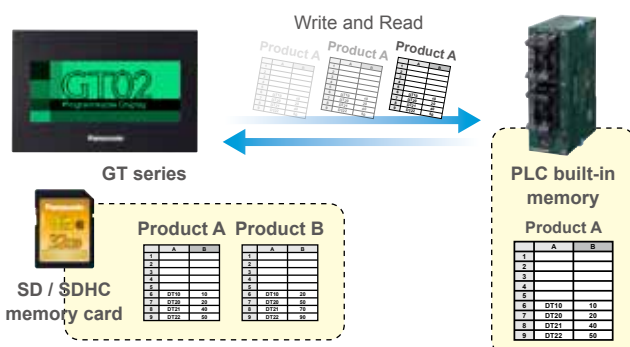 Write and Read
Product A
Product A
Product A
GT02
Programmable Display
Panasonic
GT series
PLC built-in
memory
Product A
A B
1
2
3
4
5
6 DT10 10
7 DT20 20
8 DT21 40
9 DT22 50
Panasonic
32GB
SD / SDHC
memory card
Product A Product B
A B
1
2
3
4
5
6 DT10 10
7 DT20 20
8 DT21 40
9 DT22 50
A B
1
2
3
4
5
6 DT10 20
7 DT20 50
8 DT21 70
9 DT22 90